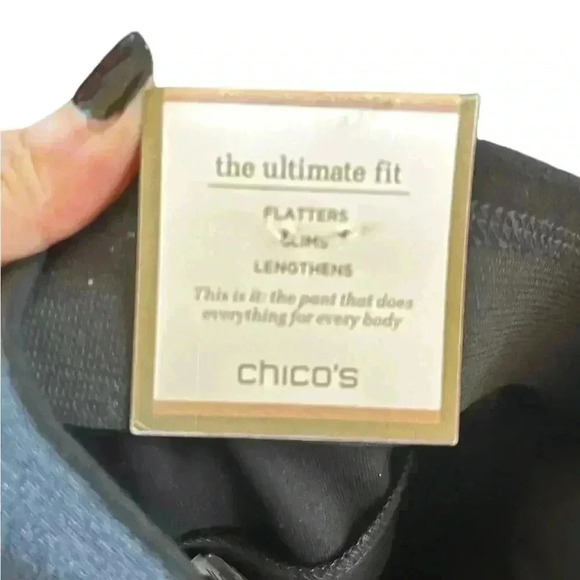 the ultimate fit
FLATTERS
SLIMS
LENGTHENS
This is it: the pant that does
everything for every body
chico's